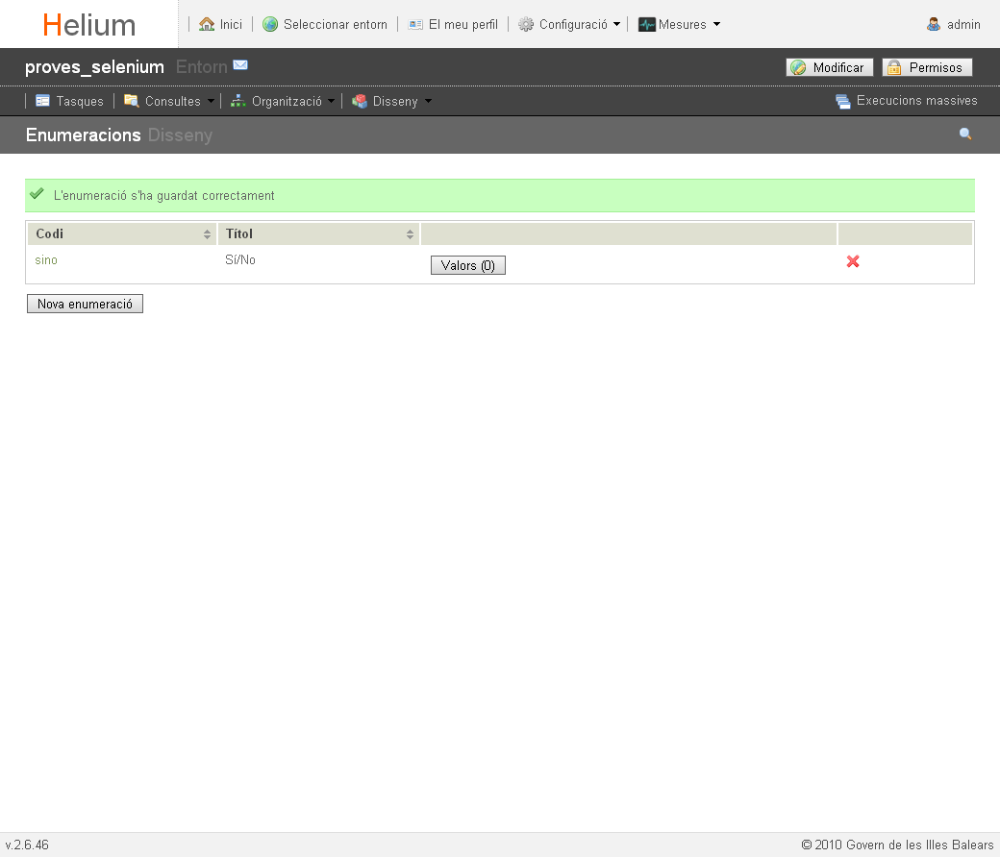 Helium
Inici
Seleccionar entorn
El meu perfil
Configuració
Mesures
admin
proves_selenium Entorn
Modificar
Permisos
Tasques
Consultes
Organització
Disseny
Execucions massives
Enumeracions Disseny
L'enumeració s'ha guardat correctament
Codi
Títol
sino
Sí/No
Valors (0)
Nova enumeració
v.2.6.46
© 2010 Govern de les Illes Balears